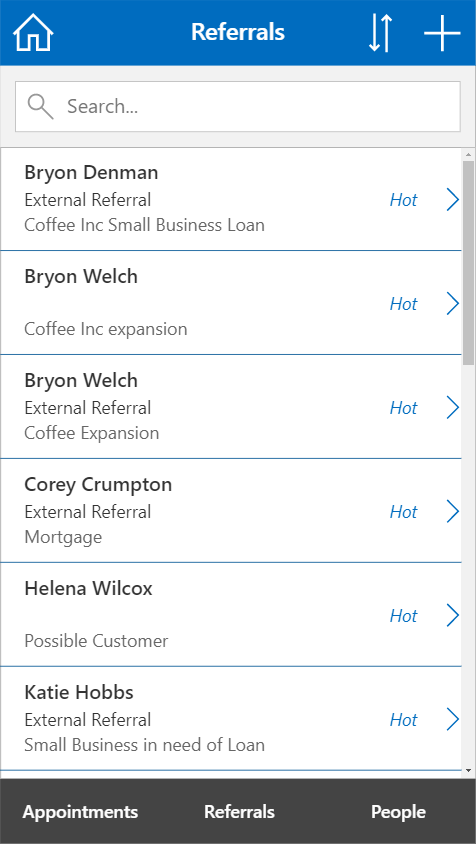 Referrals
Search...
Bryon Denman
External Referral
Hot
Coffee Inc Small Business Loan
Bryon Welch
Hot
Coffee Inc expansion
Bryon Welch
External Referral
Hot
Coffee Expansion
Corey Crumpton
External Referral
Hot
Mortgage
Helena Wilcox
Hot
Possible Customer
Katie Hobbs
External Referral
Hot
Small Business in need of Loan
Appointments
Referrals
People